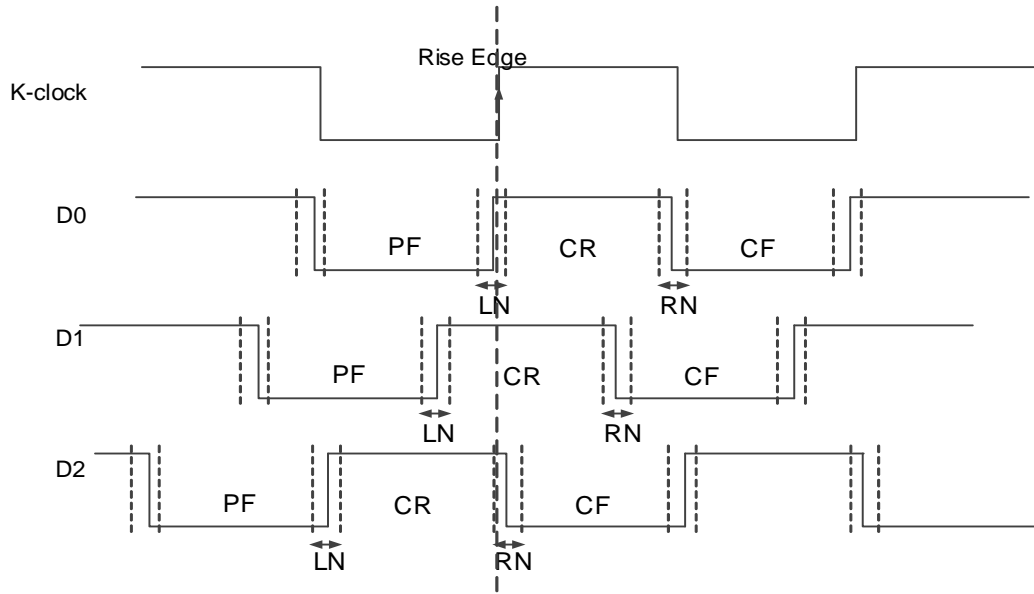 Rise Edge
K-clock
D0
PF
CR
CF
LN
RN
D1
PF
CR
CF
LN
RN
D2
PF
CR
CF
LN
RN